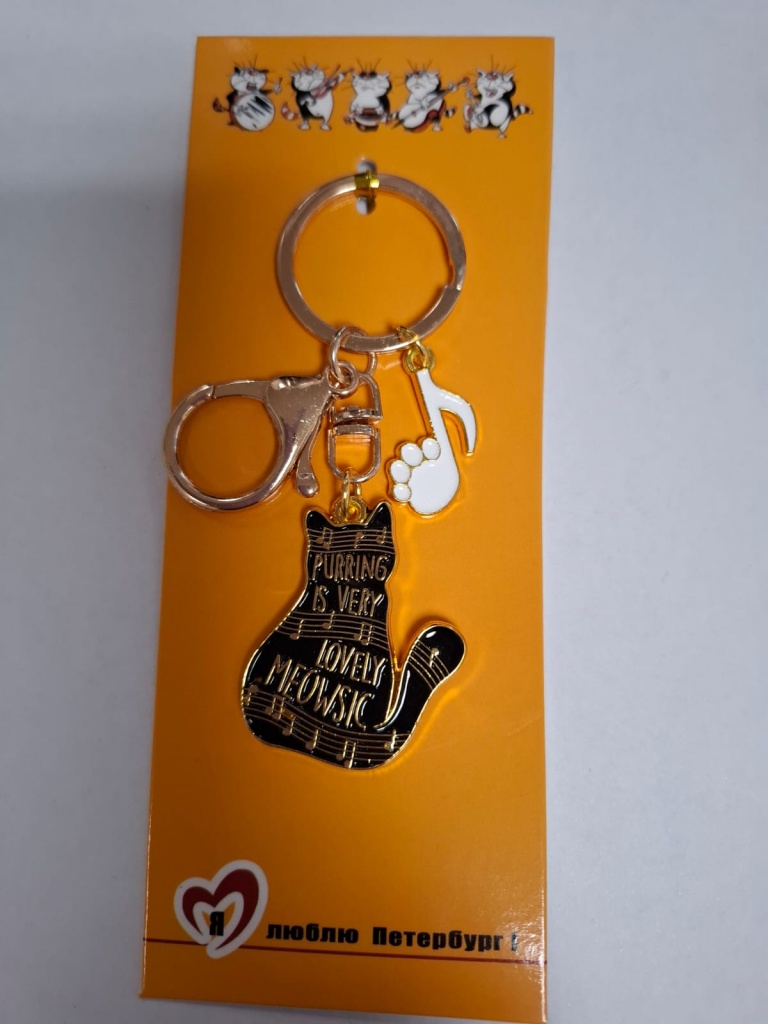 PURRING
IS VERY
LOVELY
MEOWSIC
Я люблю Петербург!